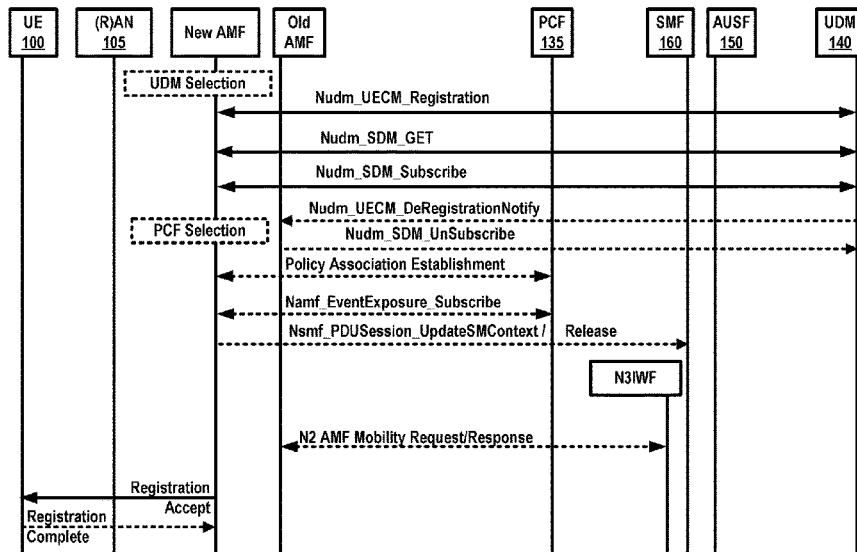 UE
100
(R)AN
105
New AMF
Old
AMF
PCF
135
SMF
160
AUSF
150
UDM
140
UDM Selection
Nudm_UECM_Registration
Nudm_SDM_GET
Nudm_SDM_Subscribe
Nudm_UECM_DeRegistrationNotify
PCF Selection
Nudm_SDM_UnSubscribe
Policy Association Establishment
Namf_EventExposure_Subscribe
Nsmf_PDUSession_UpdateSMContext / Release
N3IWF
N2 AMF Mobility Request/Response
Registration
Accept
Registration
Complete